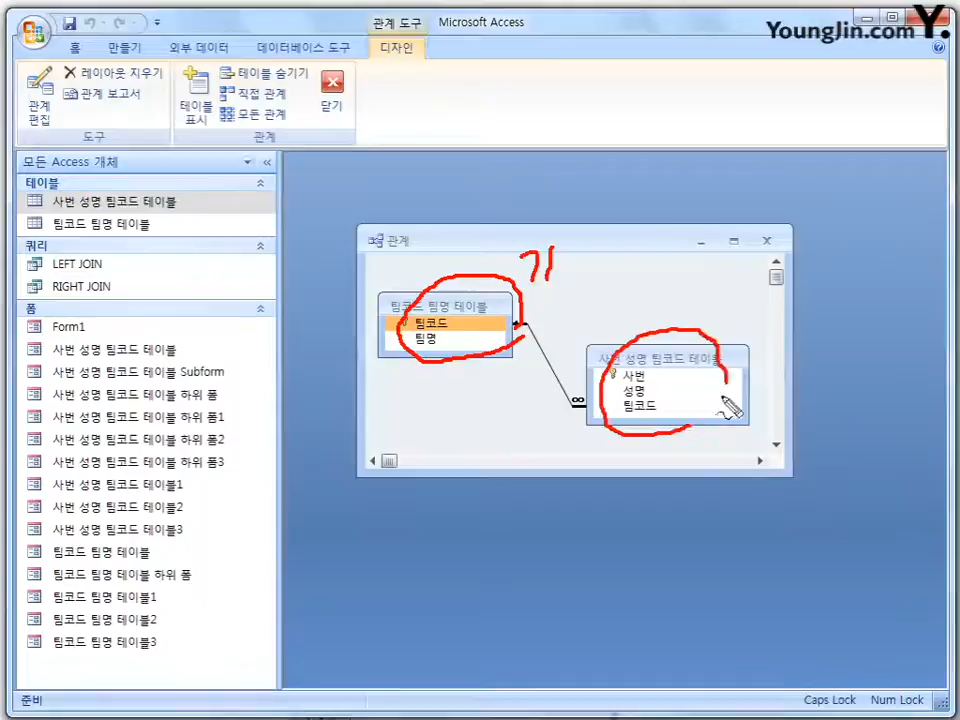 관계 도구
Microsoft Access
YoungJin.com Y.
홈
만들기
외부 데이터
데이터베이스 도구
디자인
관계
편집
레이아웃 지우기
관계 보고서
도구
테이블
표시
테이블 숨기기
직접 관계
모든 관계
닫기
관계
모든 Access 개체
테이블
사번 성명 팀코드 테이블
팀코드 팀명 테이블
쿼리
LEFT JOIN
RIGHT JOIN
폼
Form1
사번 성명 팀코드 테이블
사번 성명 팀코드 테이블 Subform
사번 성명 팀코드 테이블 하위 폼
사번 성명 팀코드 테이블 하위 폼1
사번 성명 팀코드 테이블 하위 폼2
사번 성명 팀코드 테이블 하위 폼3
사번 성명 팀코드 테이블1
사번 성명 팀코드 테이블2
사번 성명 팀코드 테이블3
팀코드 팀명 테이블
팀코드 팀명 테이블 하위 폼
팀코드 팀명 테이블1
팀코드 팀명 테이블2
팀코드 팀명 테이블3
관계
팀코드 팀명 테이블
팀코드
팀명
∞
사번 성명 팀코드 테이블
사번
성명
팀코드
준비
Caps Lock
Num Lock